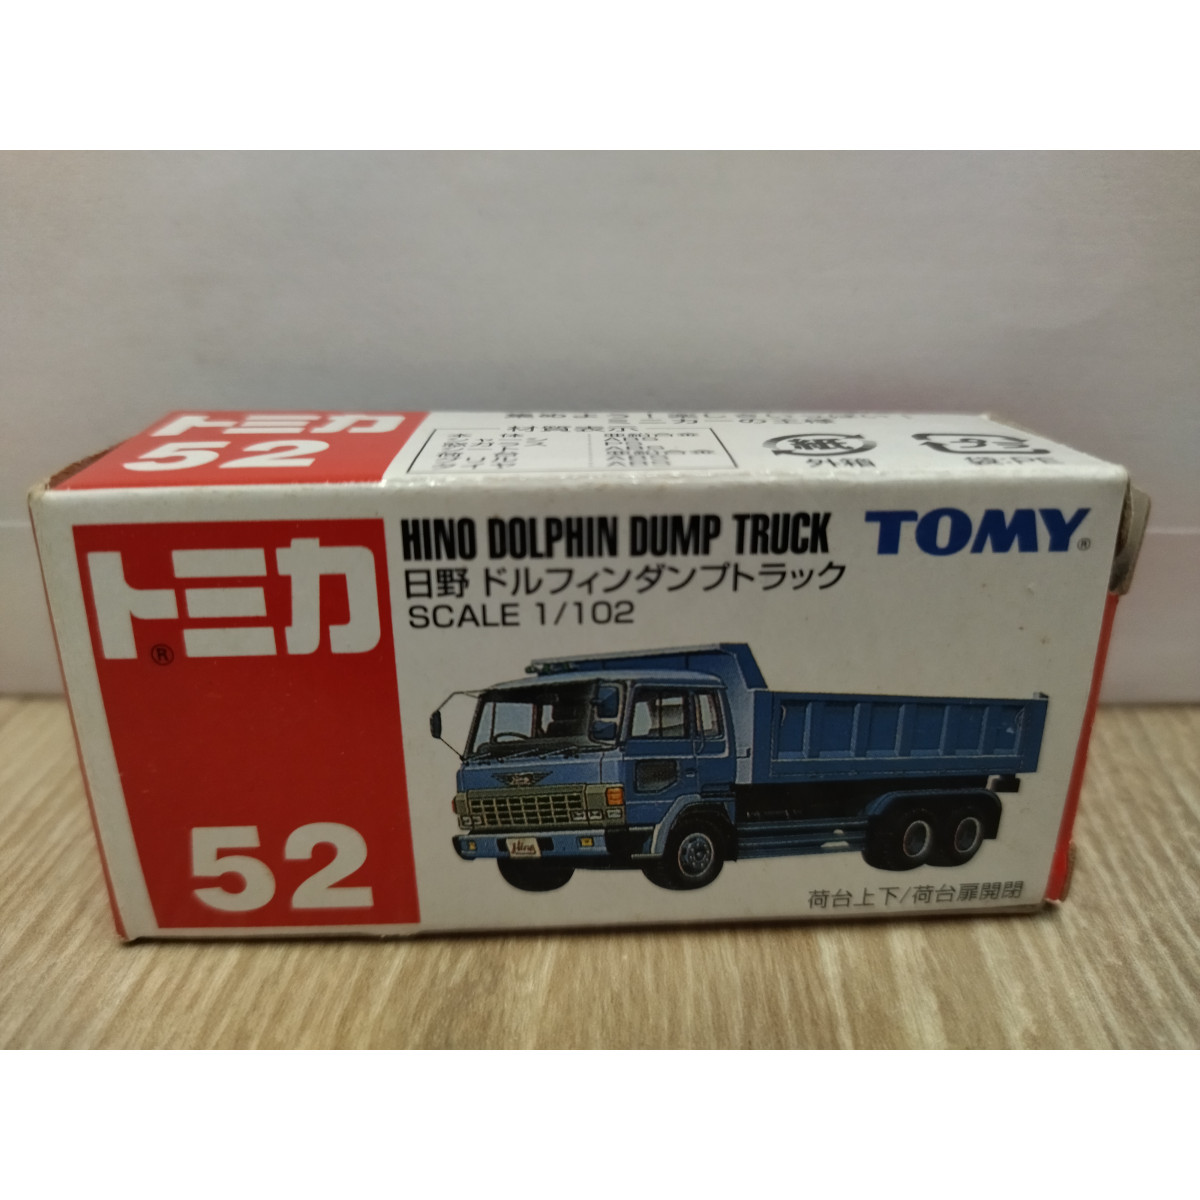 トミカ
52
材質表示
紙
外箱
トミカ®
52
HINO DOLPHIN DUMP TRUCK
日野 ドルフィンダンプトラック
SCALE 1/102
TOMY®
Hino
荷台上下/荷台扉開閉